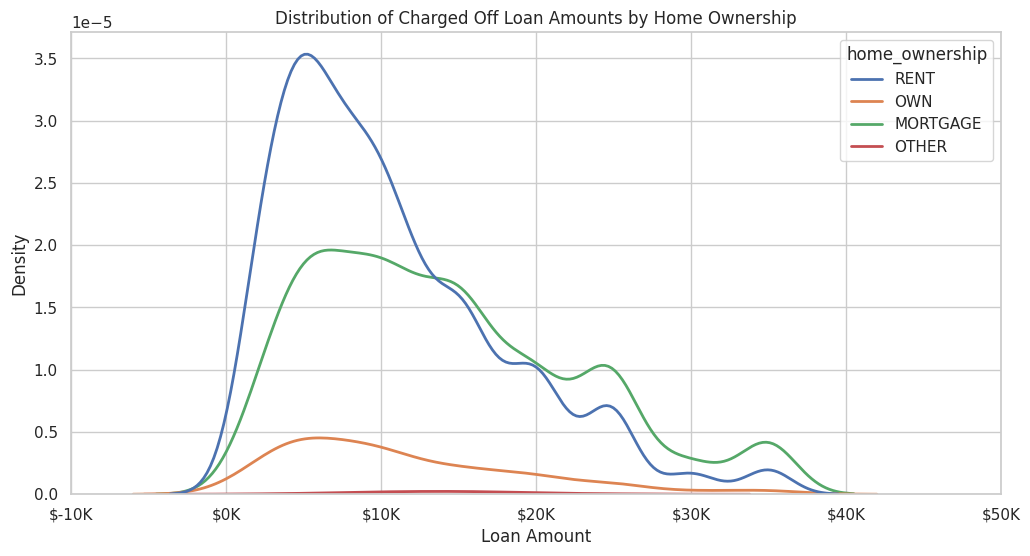 Distribution of Charged Off Loan Amounts by Home Ownership
1e−5
3.5
3.0
2.5
2.0
1.5
1.0
0.5
0.0
Density
home_ownership
RENT
OWN
MORTGAGE
OTHER
$-10K $0K $10K $20K $30K $40K $50K
Loan Amount